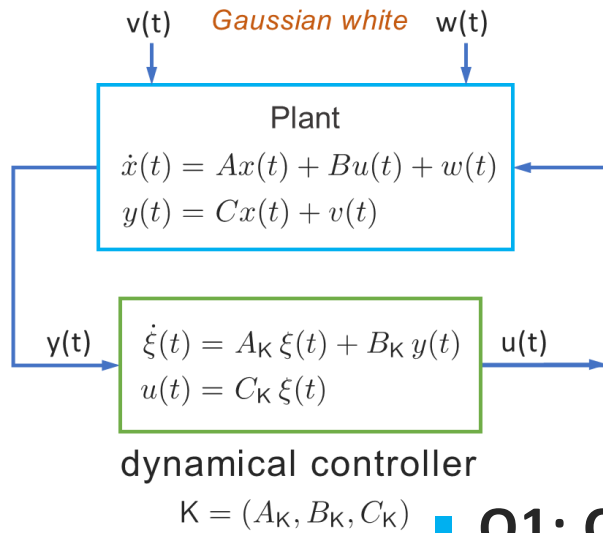 v(t) Gaussian white w(t)
Plant
ẋ(t) = Ax(t) + Bu(t) + w(t)
y(t) = Cx(t) + v(t)
y(t)
ξ̇(t) = A_K ξ(t) + B_K y(t)
u(t) = C_K ξ(t)
u(t)
dynamical controller
K = (A_K, B_K, C_K)